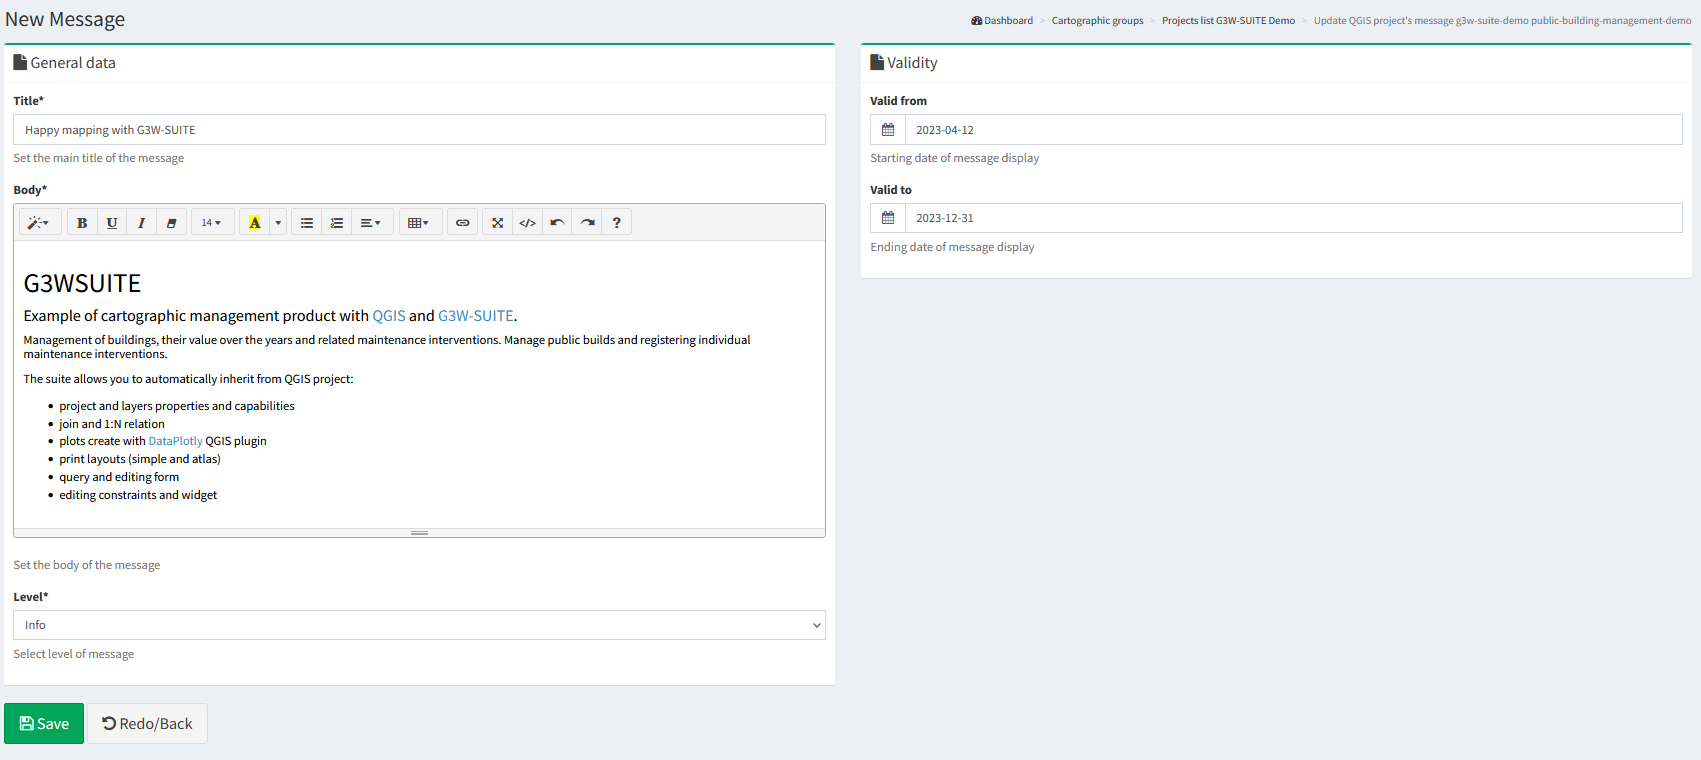 New Message
Dashboard > Cartographic groups > Projects list G3W-SUITE Demo > Update QGIS project's message g3w-suite-demo public-building-management-demo
General data
Title*
Happy mapping with G3W-SUITE
Set the main title of the message
Body*
B U I 14 A </> ?
G3WSUITE
Example of cartographic management product with QGIS and G3W-SUITE.
Management of buildings, their value over the years and related maintenance interventions. Manage public builds and registering individual
maintenance interventions.
The suite allows you to automatically inherit from QGIS project:
• project and layers properties and capabilities
• join and 1:N relation
• plots create with DataPlotly QGIS plugin
• print layouts (simple and atlas)
• query and editing form
• editing constraints and widget
Set the body of the message
Level*
Info
Select level of message
Validity
Valid from
2023-04-12
Starting date of message display
Valid to
2023-12-31
Ending date of message display
Save Redo/Back